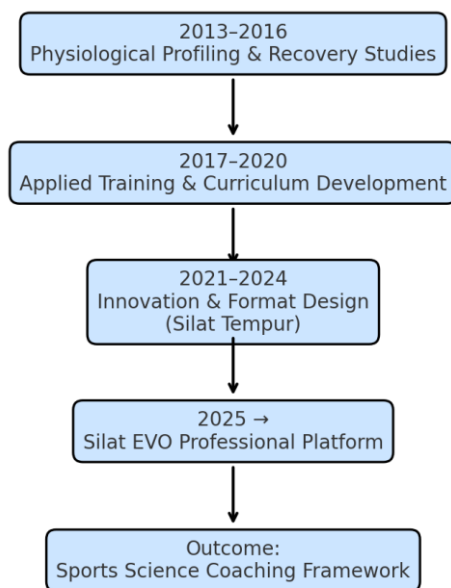 2013–2016
Physiological Profiling & Recovery Studies
2017–2020
Applied Training & Curriculum Development
2021–2024
Innovation & Format Design
(Silat Tempur)
2025 →
Silat EVO Professional Platform
Outcome:
Sports Science Coaching Framework